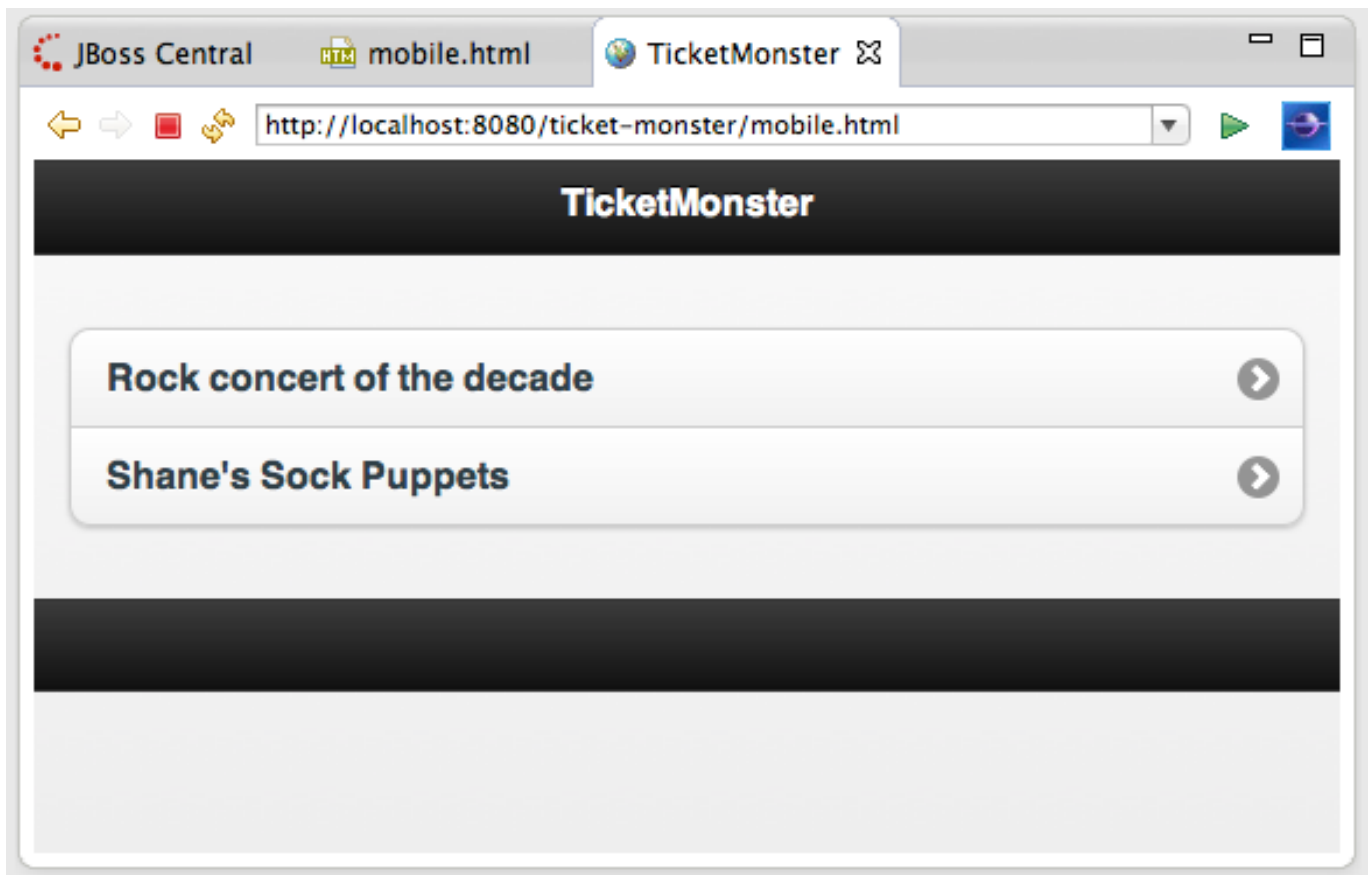 JBoss Central
HTM mobile.html
TicketMonster
http://localhost:8080/ticket-monster/mobile.html
TicketMonster
Rock concert of the decade
Shane's Sock Puppets